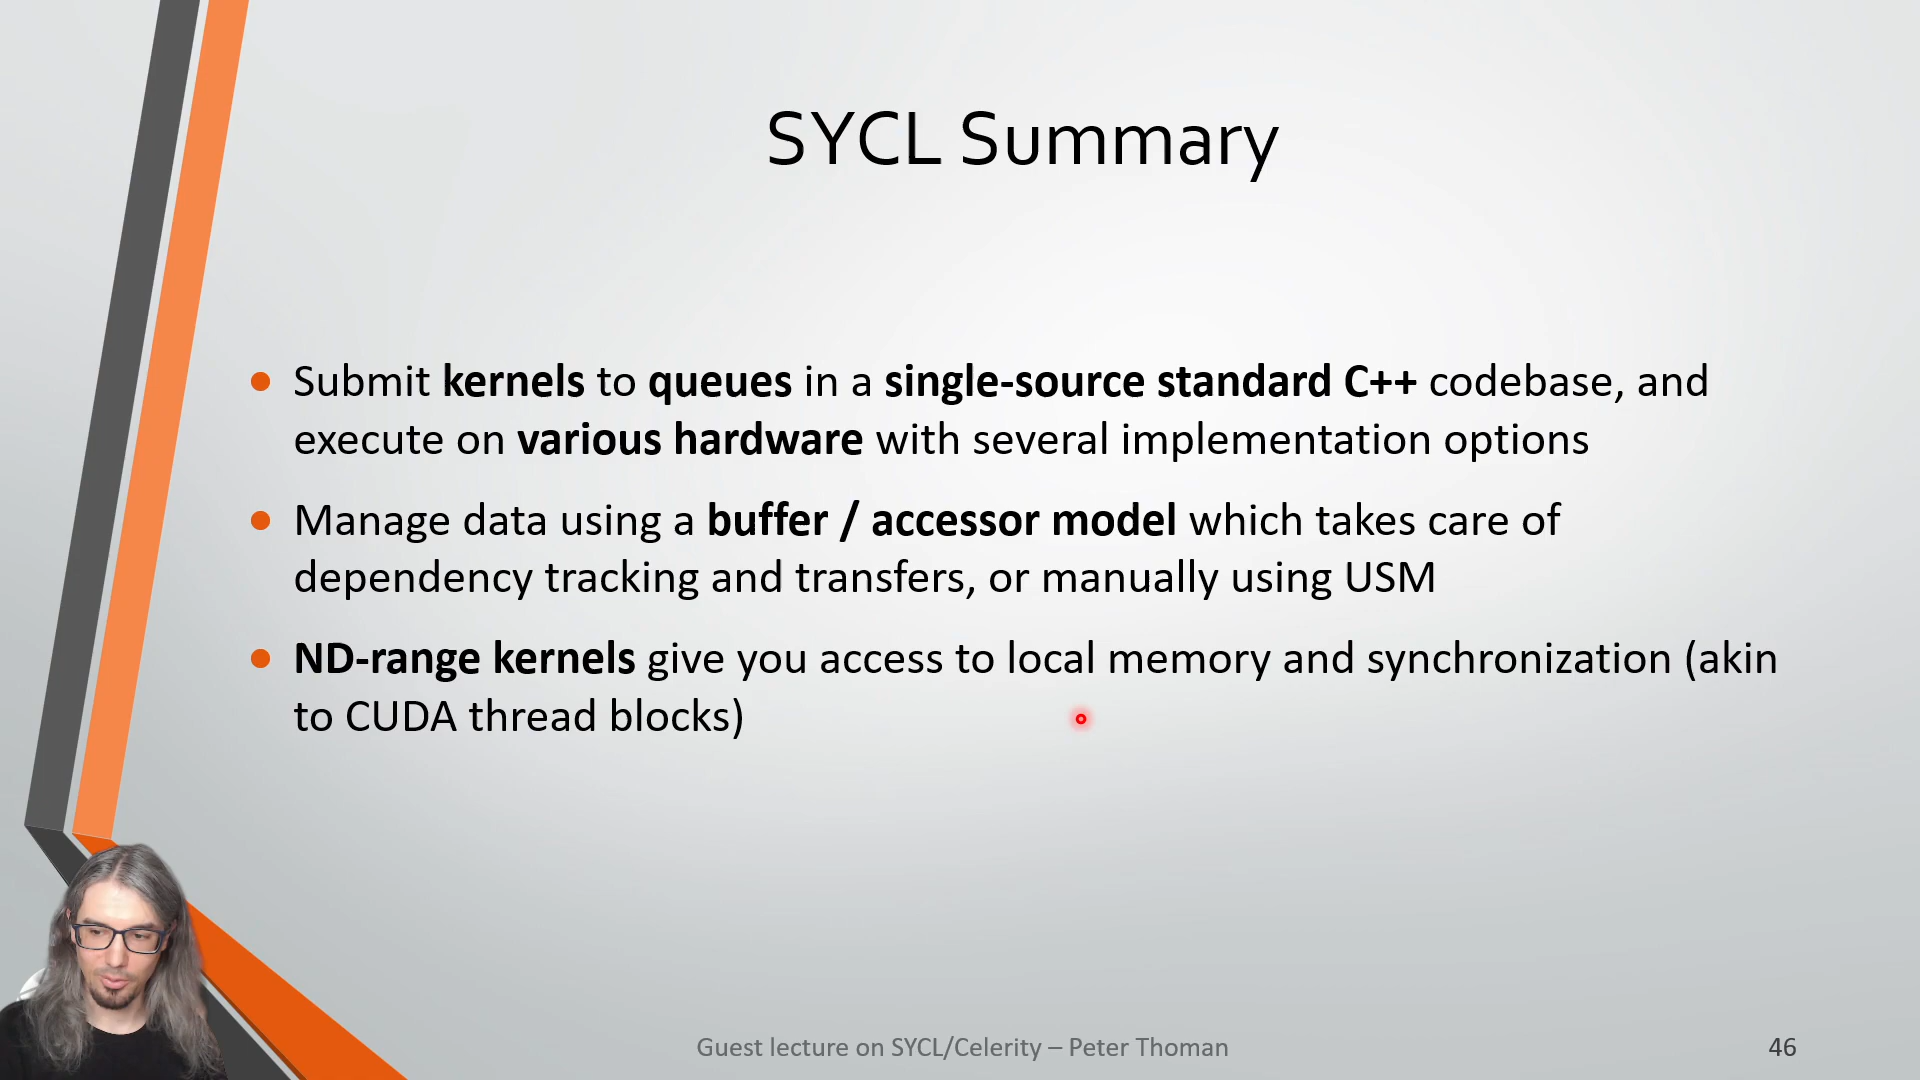 SYCL Summary
Submit kernels to queues in a single-source standard C++ codebase, and
execute on various hardware with several implementation options
Manage data using a buffer / accessor model which takes care of
dependency tracking and transfers, or manually using USM
ND-range kernels give you access to local memory and synchronization (akin
to CUDA thread blocks)
Guest lecture on SYCL/Celerity – Peter Thoman
46